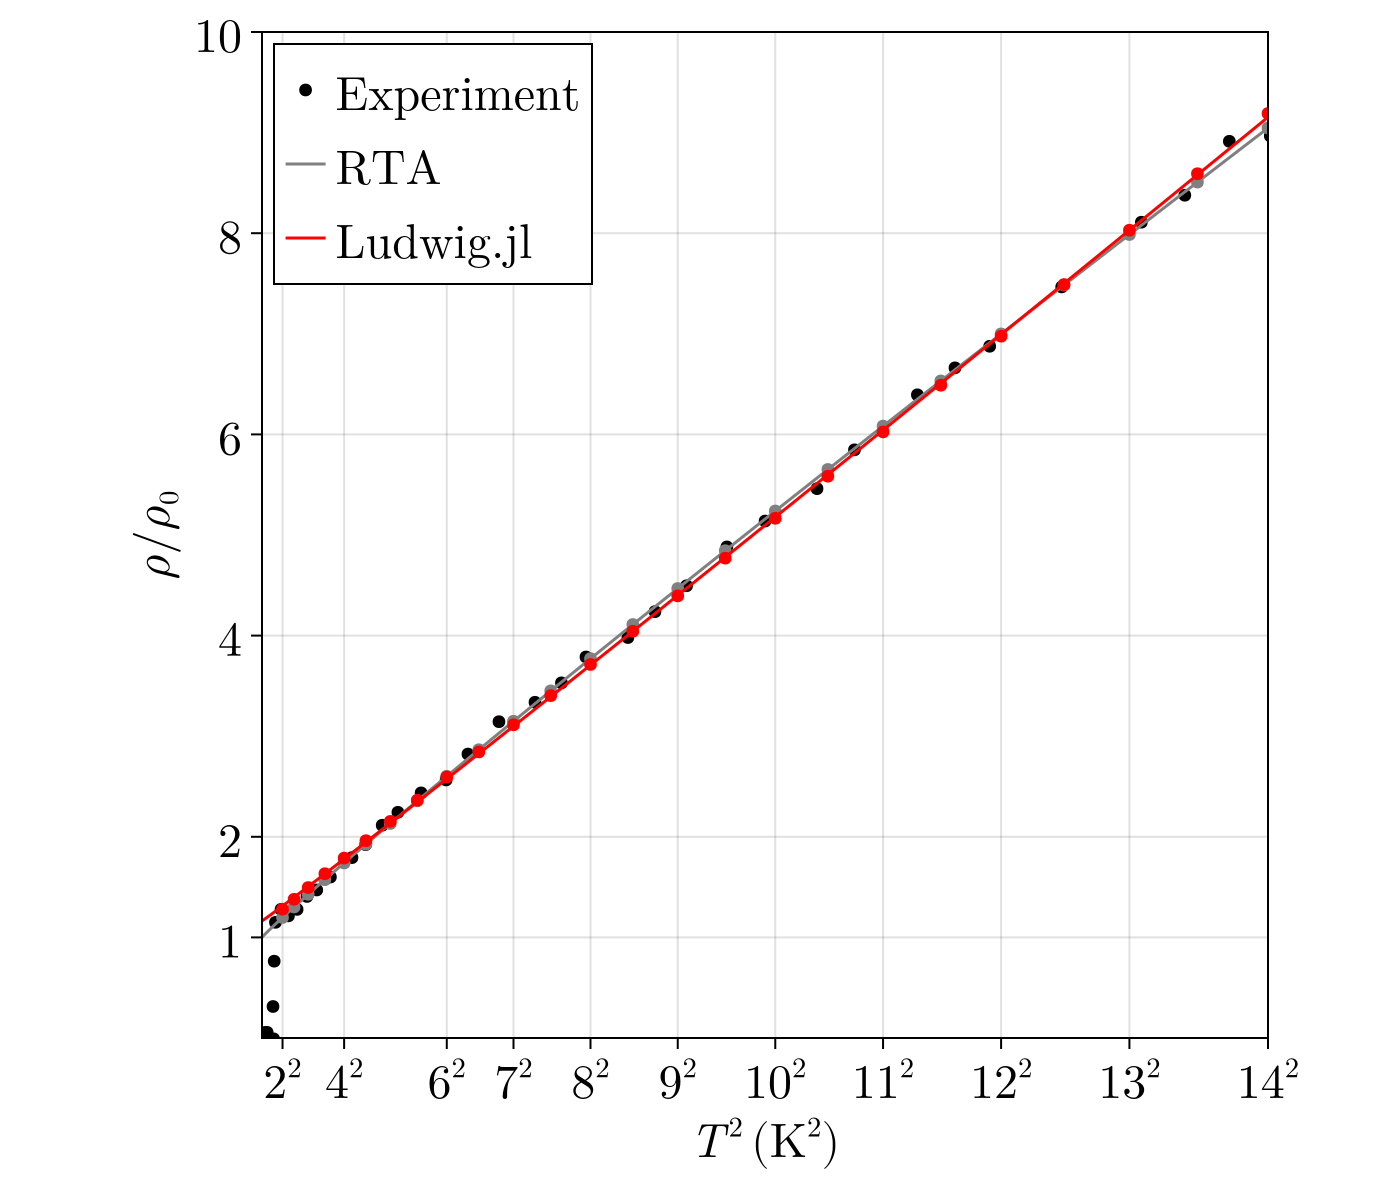 10
8
6
4
2
1
Experiment
RTA
Ludwig.jl
ρ/ρ₀
2² 4² 6² 7² 8² 9² 10² 11² 12² 13² 14²
T² (K²)